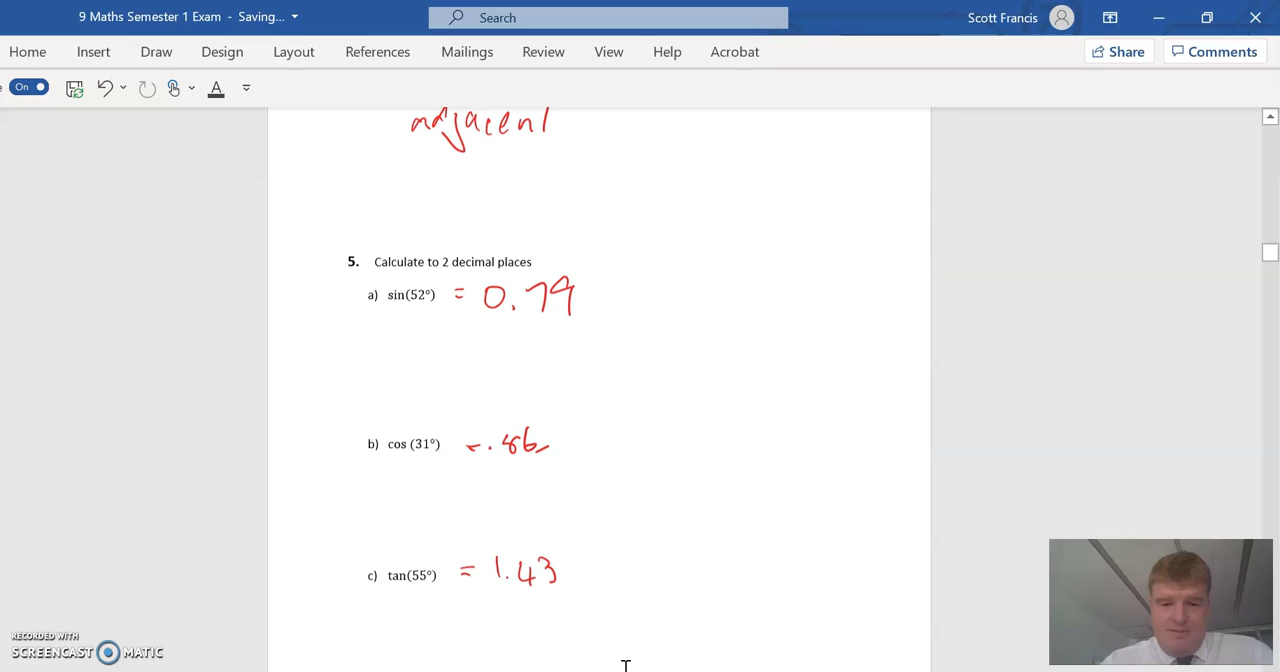 9 Maths Semester 1 Exam - Saving...
Search
Scott Francis
Home Insert Draw Design Layout References Mailings Review View Help Acrobat
Share Comments
On
adjacent
5. Calculate to 2 decimal places
a) sin(52°) = 0.79
b) cos (31°) = .86
c) tan(55°) = 1.43
RECORDED WITH
SCREENCAST MATIC